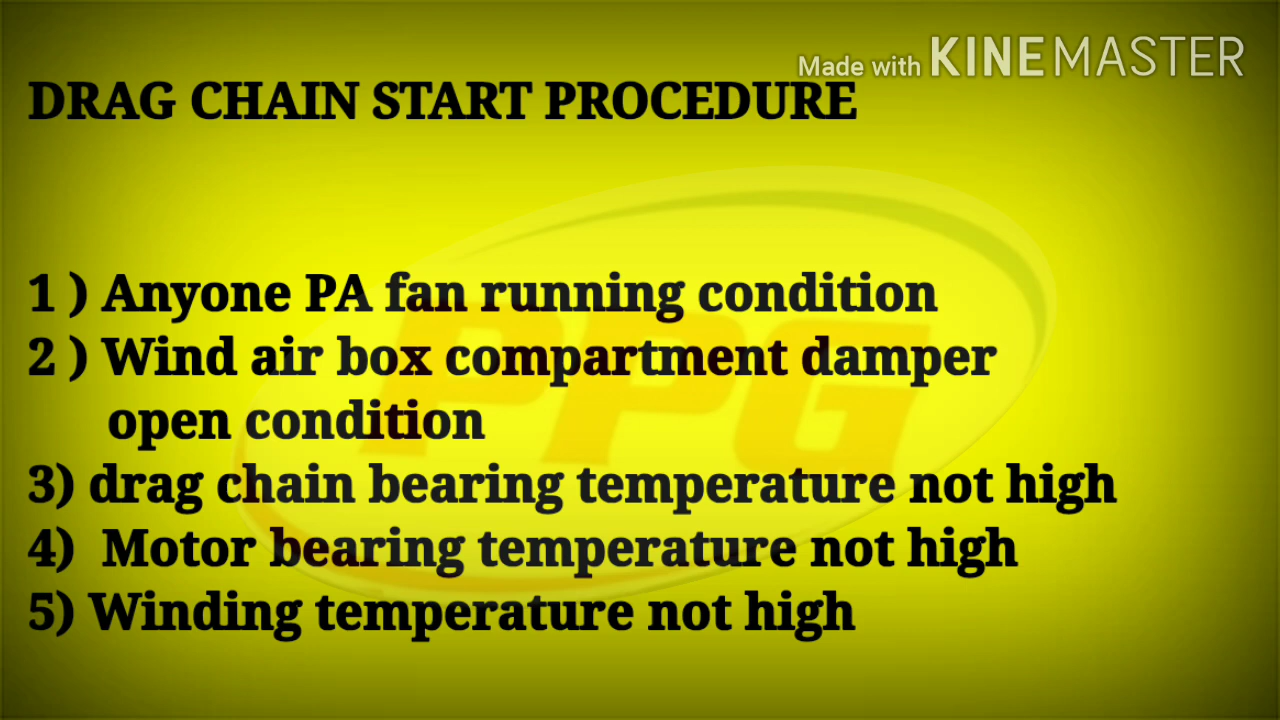 Made with KINEMASTER
DRAG CHAIN START PROCEDURE
1 ) Anyone PA fan running condition
2 ) Wind air box compartment damper
open condition
3) drag chain bearing temperature not high
4) Motor bearing temperature not high
5) Winding temperature not high
PPG